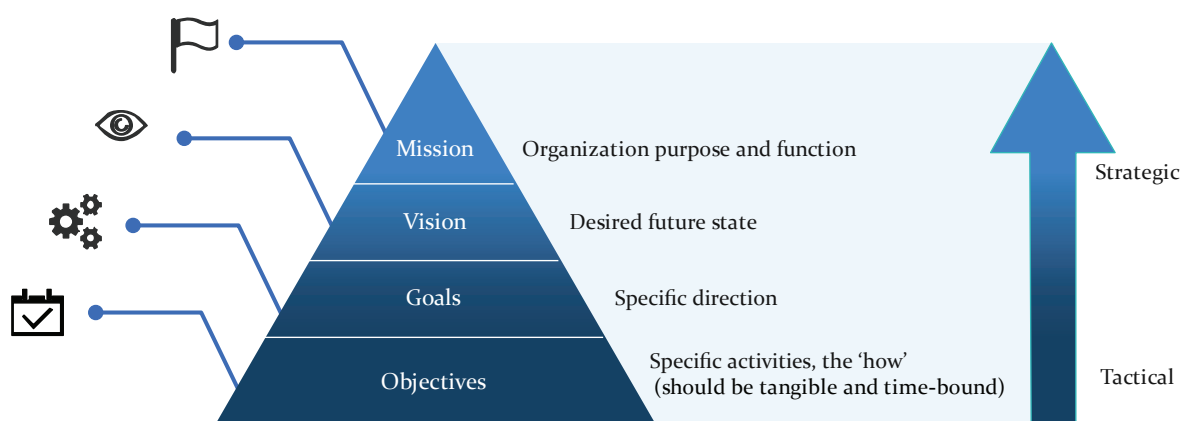 Mission
Organization purpose and function
Strategic
Vision
Desired future state
Goals
Specific direction
Objectives
Specific activities, the ‘how’
(should be tangible and time-bound)
Tactical